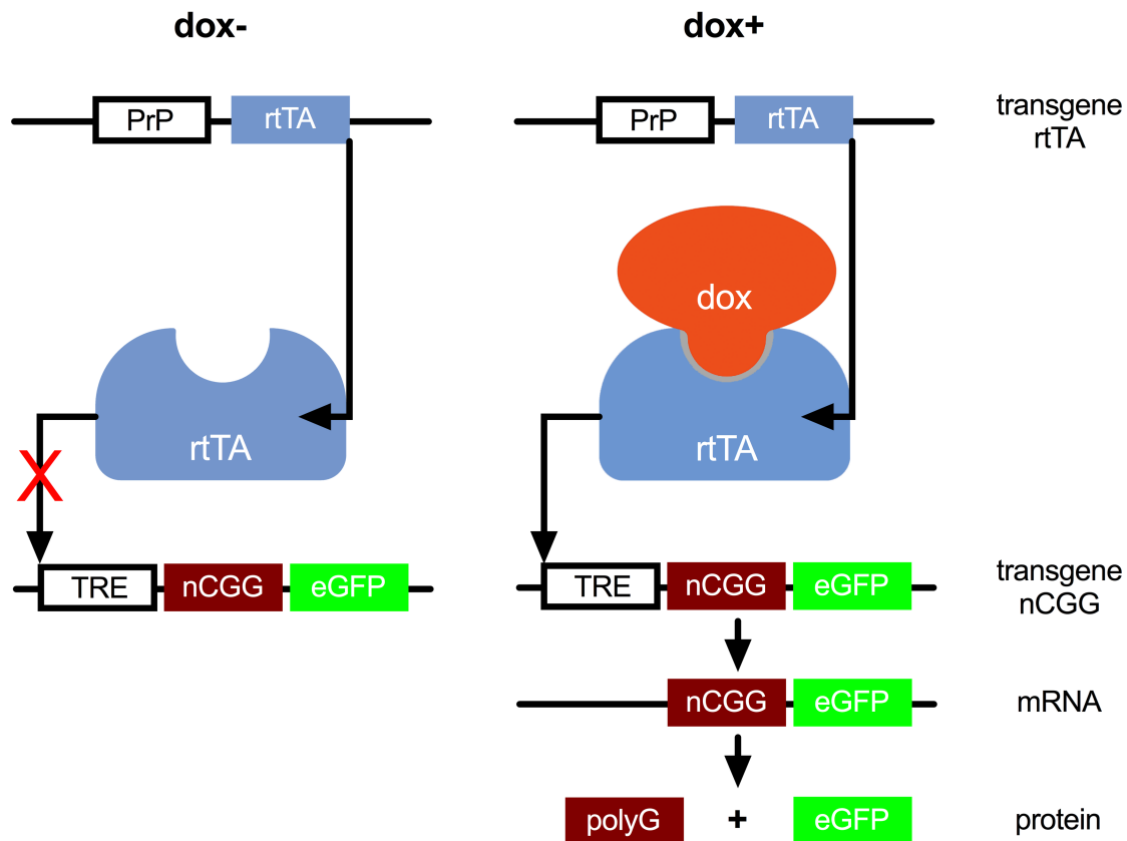 dox-
dox+
PrP
rtTA
PrP
rtTA
transgene
rtTA
dox
rtTA
rtTA
X
TRE
nCGG
eGFP
TRE
nCGG
eGFP
transgene
nCGG
nCGG
eGFP
mRNA
polyG
+
eGFP
protein